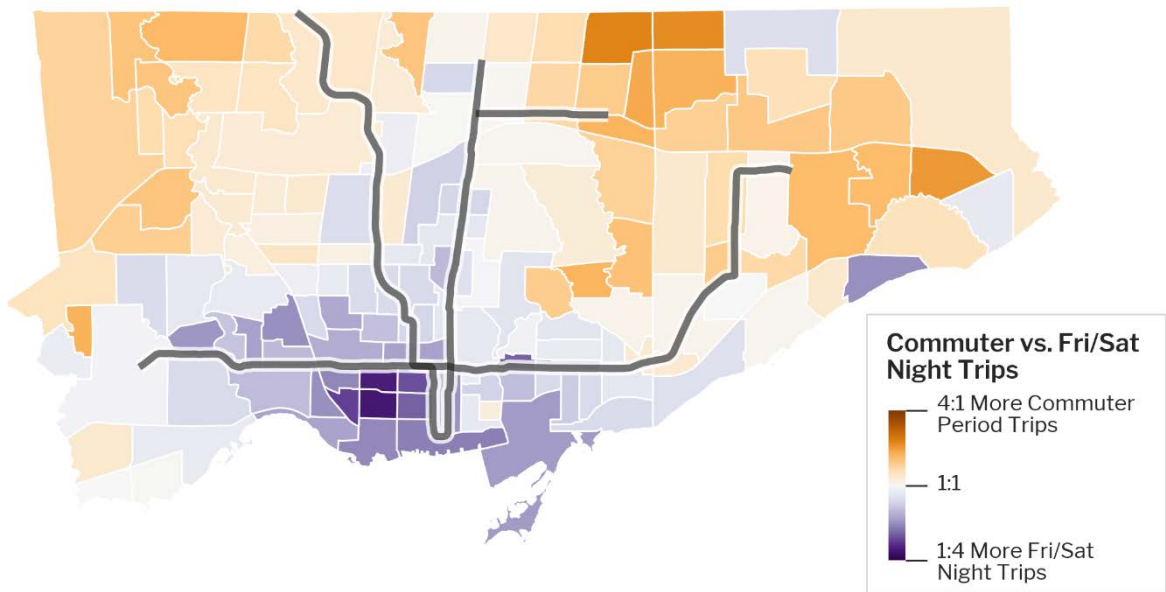 Commuter vs. Fri/Sat
Night Trips
4:1 More Commuter
Period Trips
1:1
1:4 More Fri/Sat
Night Trips